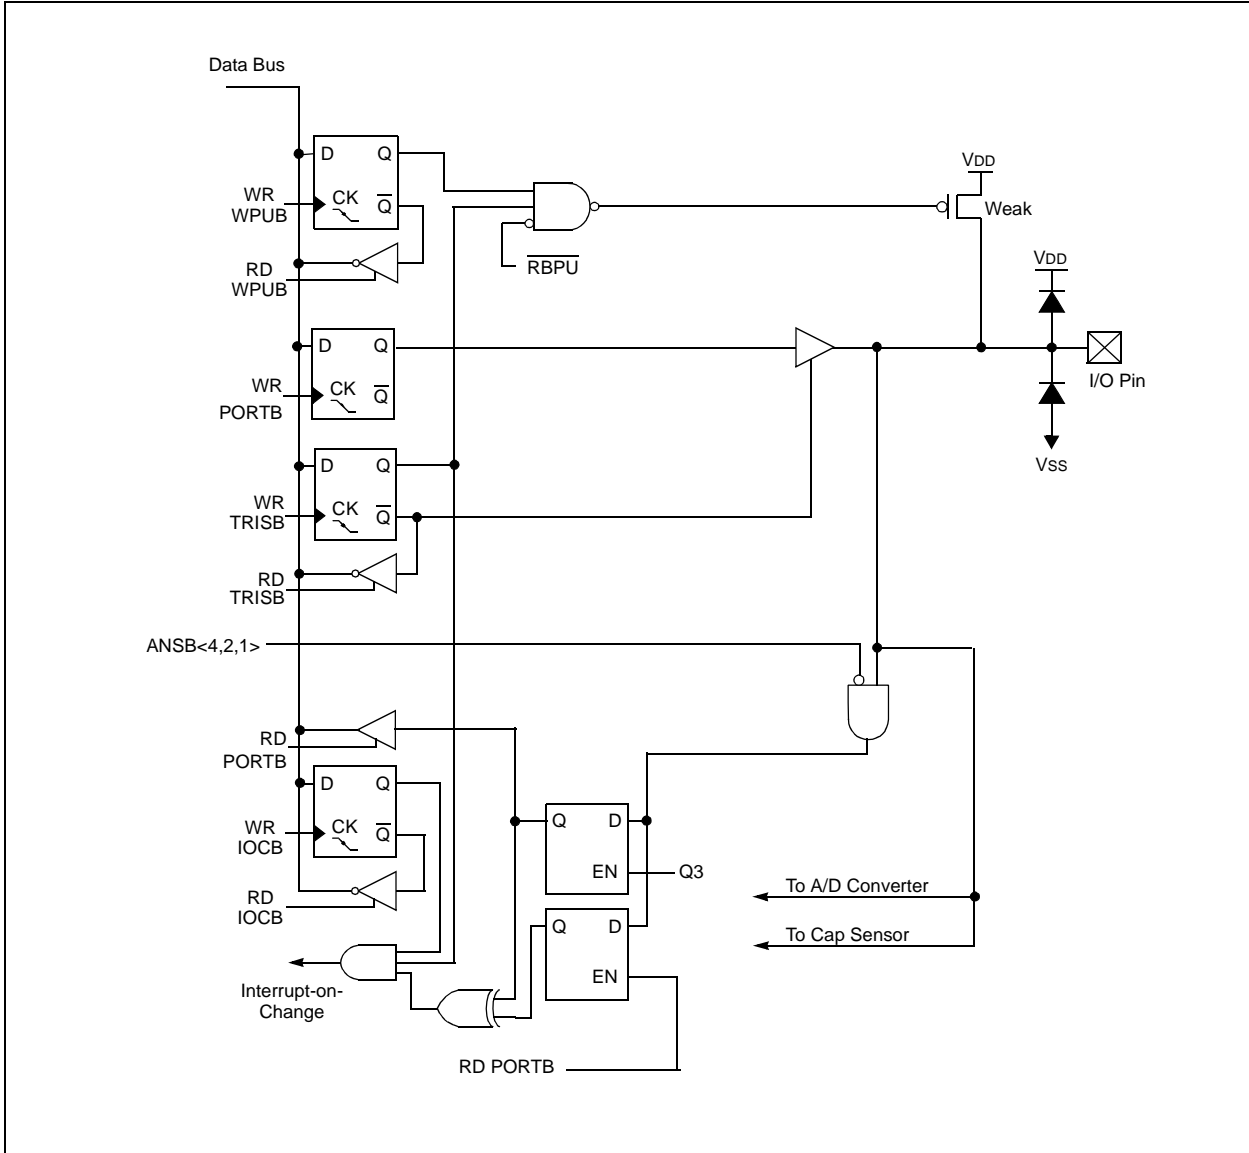 Data Bus
D Q
WR
WPUB
CK
Q
RD
WPUB
RBPU
VDD
Weak
VDD
I/O Pin
VSS
D Q
WR
PORTB
CK
Q
D Q
WR
TRISB
CK
Q
RD
TRISB
ANSB<4,2,1>
RD
PORTB
D Q
WR
IOCB
CK
Q
RD
IOCB
Q D
EN
Q3
Q D
EN
To A/D Converter
To Cap Sensor
Interrupt-on-
Change
RD PORTB